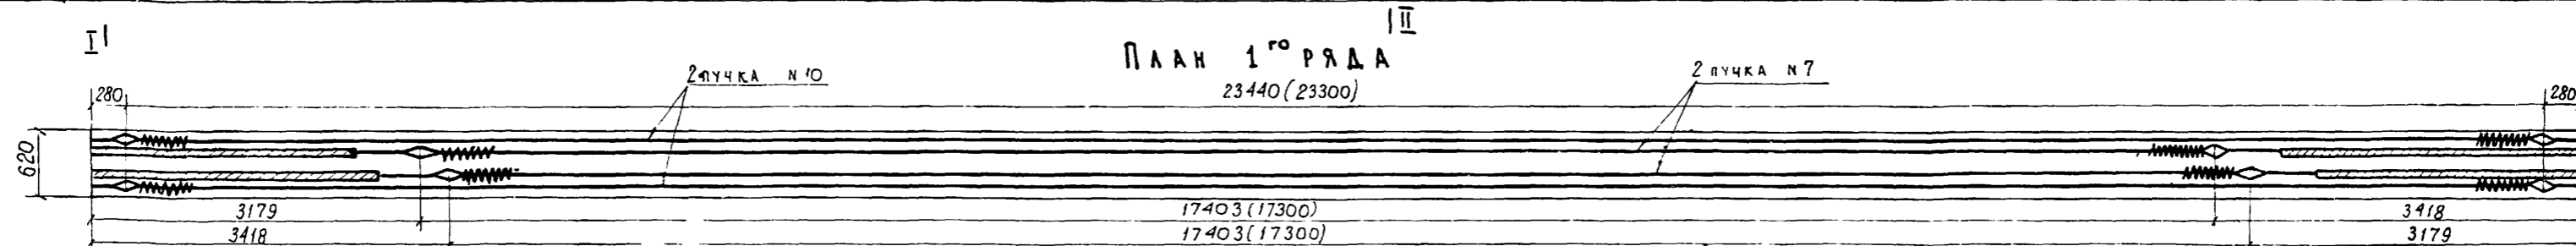 I
II
План 1го ряда
2 пучка N 10
2 пучка N 7
280
23440(23300)
280
620
3179
17403(17300)
3418
3418
17403(17300)
3179